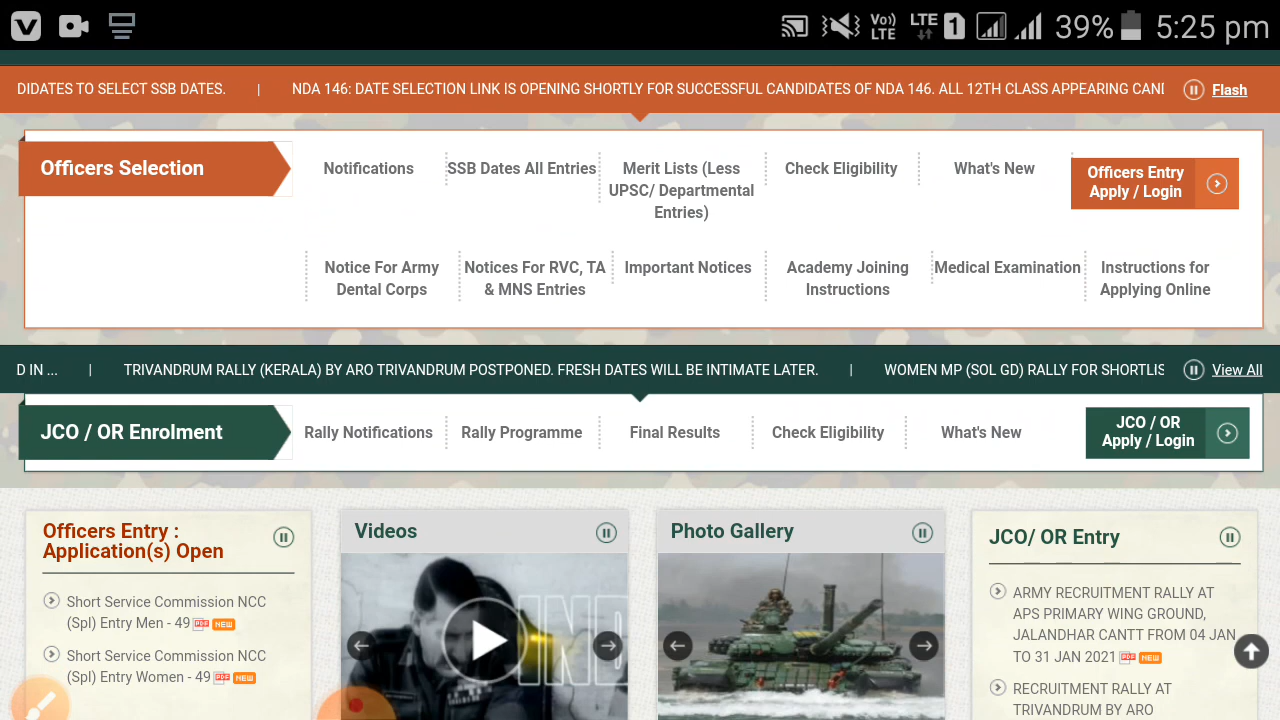 Vo) LTE LTE 1 39% 5:25 pm
DIDATES TO SELECT SSB DATES. | NDA 146: DATE SELECTION LINK IS OPENING SHORTLY FOR SUCCESSFUL CANDIDATES OF NDA 146. ALL 12TH CLASS APPEARING CAND Flash
Officers Selection
Notifications
SSB Dates All Entries
Merit Lists (Less
UPSC/ Departmental
Entries)
Check Eligibility
What's New
Officers Entry
Apply / Login
Notice For Army
Dental Corps
Notices For RVC, TA
& MNS Entries
Important Notices
Academy Joining
Instructions
Medical Examination
Instructions for
Applying Online
D IN ... | TRIVANDRUM RALLY (KERALA) BY ARO TRIVANDRUM POSTPONED. FRESH DATES WILL BE INTIMATE LATER. | WOMEN MP (SOL GD) RALLY FOR SHORTLIS View All
JCO / OR Enrolment
Rally Notifications
Rally Programme
Final Results
Check Eligibility
What's New
JCO / OR
Apply / Login
Officers Entry :
Application(s) Open
Short Service Commission NCC
(Spl) Entry Men - 49 PDF NEW
Short Service Commission NCC
(Spl) Entry Women - 49 PDF NEW
Videos
IND
Photo Gallery
JCO/ OR Entry
ARMY RECRUITMENT RALLY AT
APS PRIMARY WING GROUND,
JALANDHAR CANTT FROM 04 JAN
TO 31 JAN 2021 PDF NEW
RECRUITMENT RALLY AT
TRIVANDRUM BY ARO